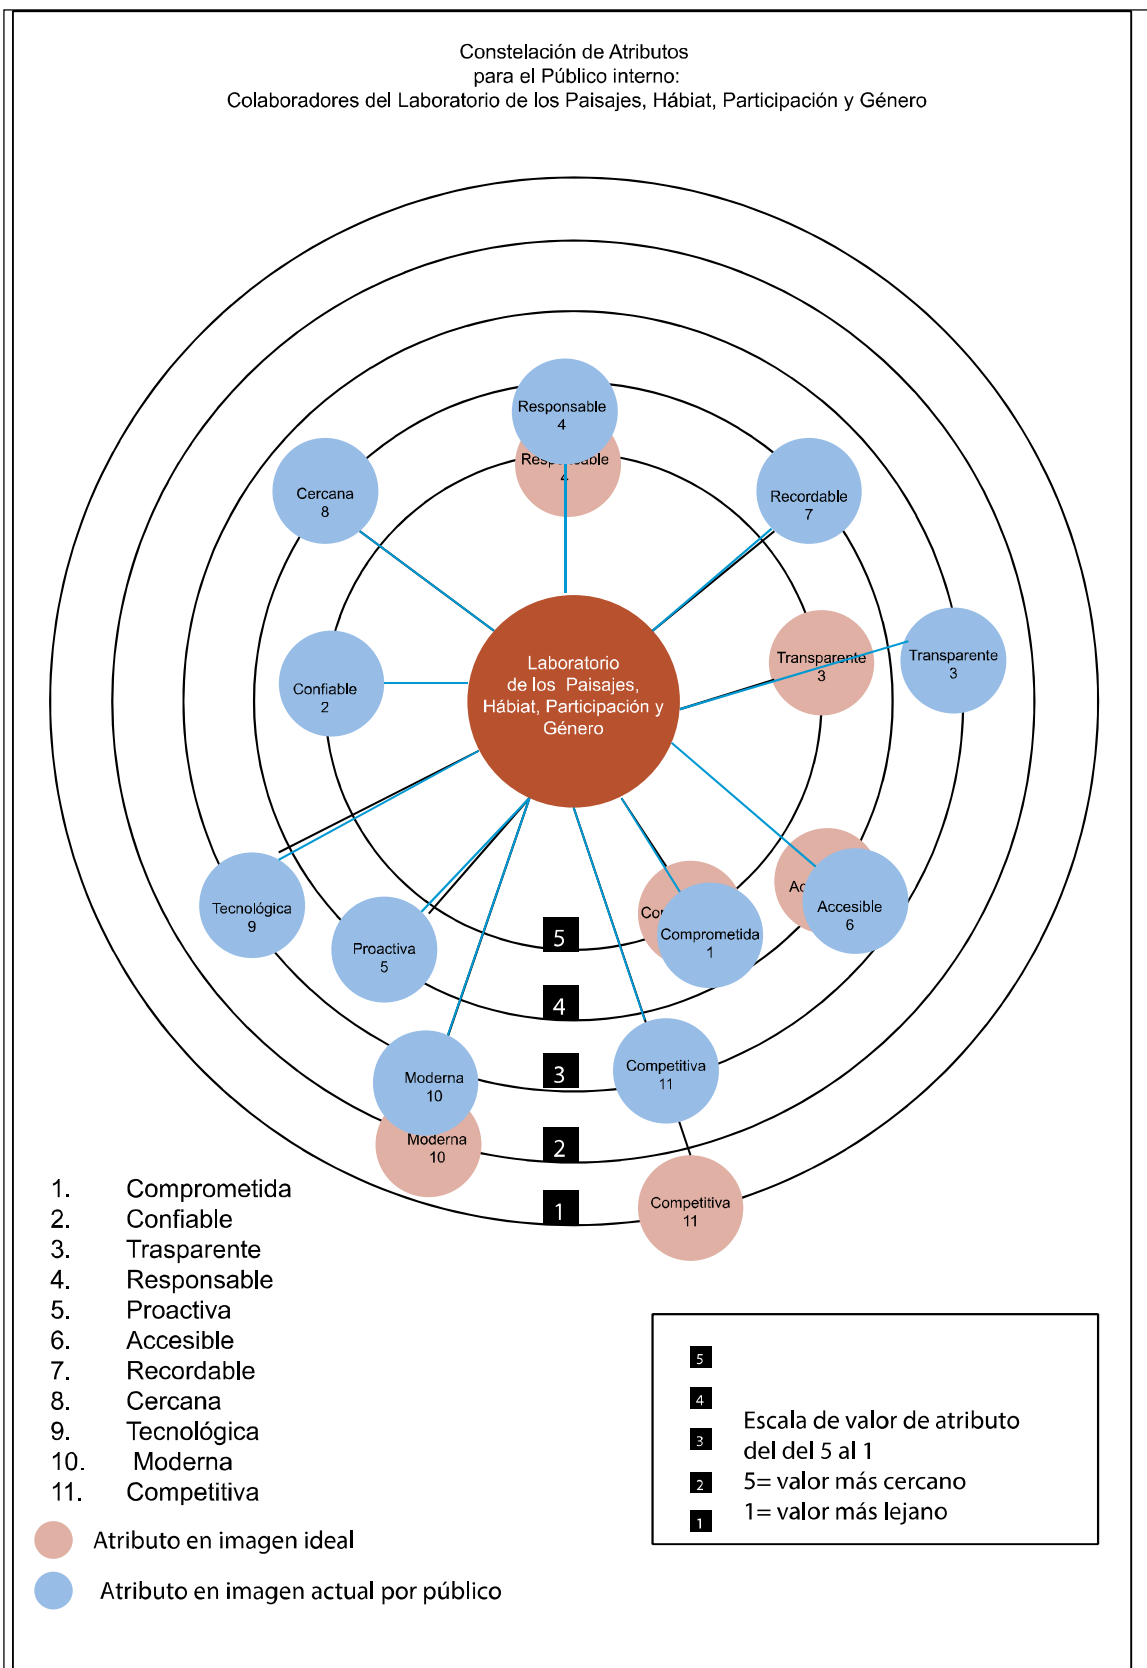 Constelación de Atributos
para el Público interno:
Colaboradores del Laboratorio de los Paisajes, Hábiat, Participación y Género
Responsable
4
Responsable
4
Cercana
8
Recordable
7
Confiable
2
Laboratorio
de los Paisajes,
Hábiat, Participación y
Género
Transparente
3
Transparente
3
Tecnológica
9
Proactiva
5
Comprometida
1
Accesible
6
5
4
3
2
1
Moderna
10
Moderna
10
Competitiva
11
Competitiva
11
1. Comprometida
2. Confiable
3. Trasparente
4. Responsable
5. Proactiva
6. Accesible
7. Recordable
8. Cercana
9. Tecnológica
10. Moderna
11. Competitiva
Atributo en imagen ideal
Atributo en imagen actual por público
5
4
3
2
1
Escala de valor de atributo
del del 5 al 1
5= valor más cercano
1= valor más lejano